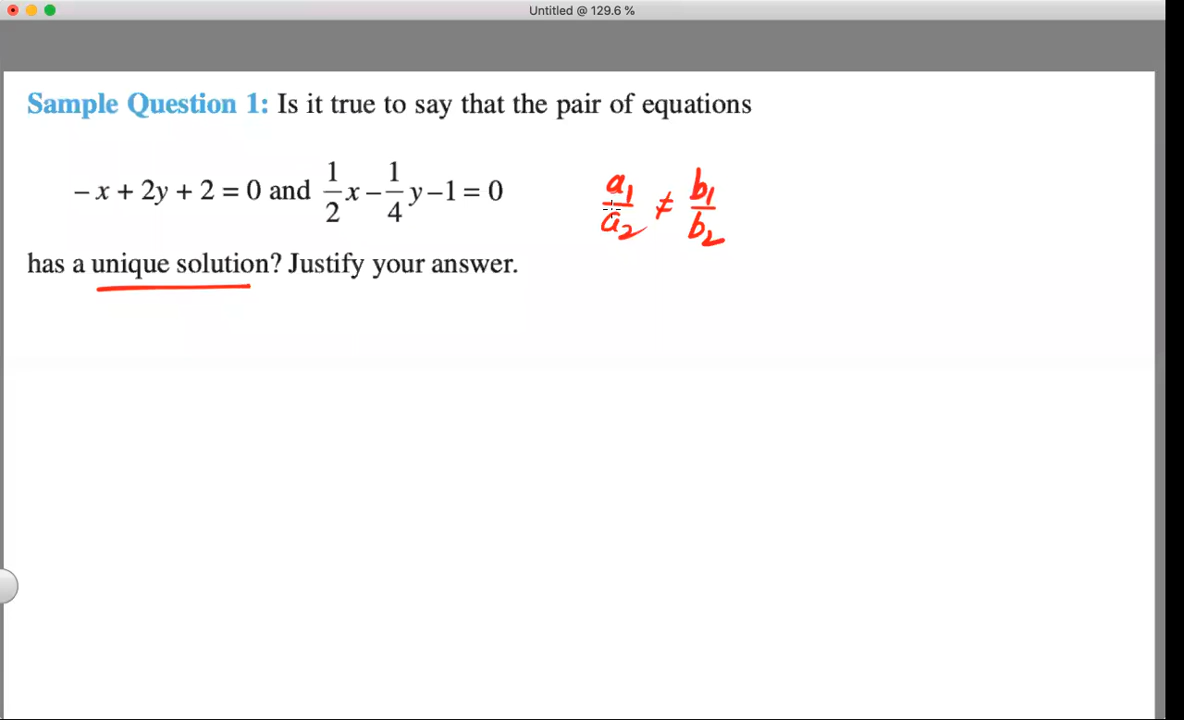 Untitled @ 129.6 %
Sample Question 1: Is it true to say that the pair of equations
– x + 2y + 2 = 0 and 1/2 x – 1/4 y – 1 = 0
a1/a2 ≠ b1/b2
has a unique solution? Justify your answer.